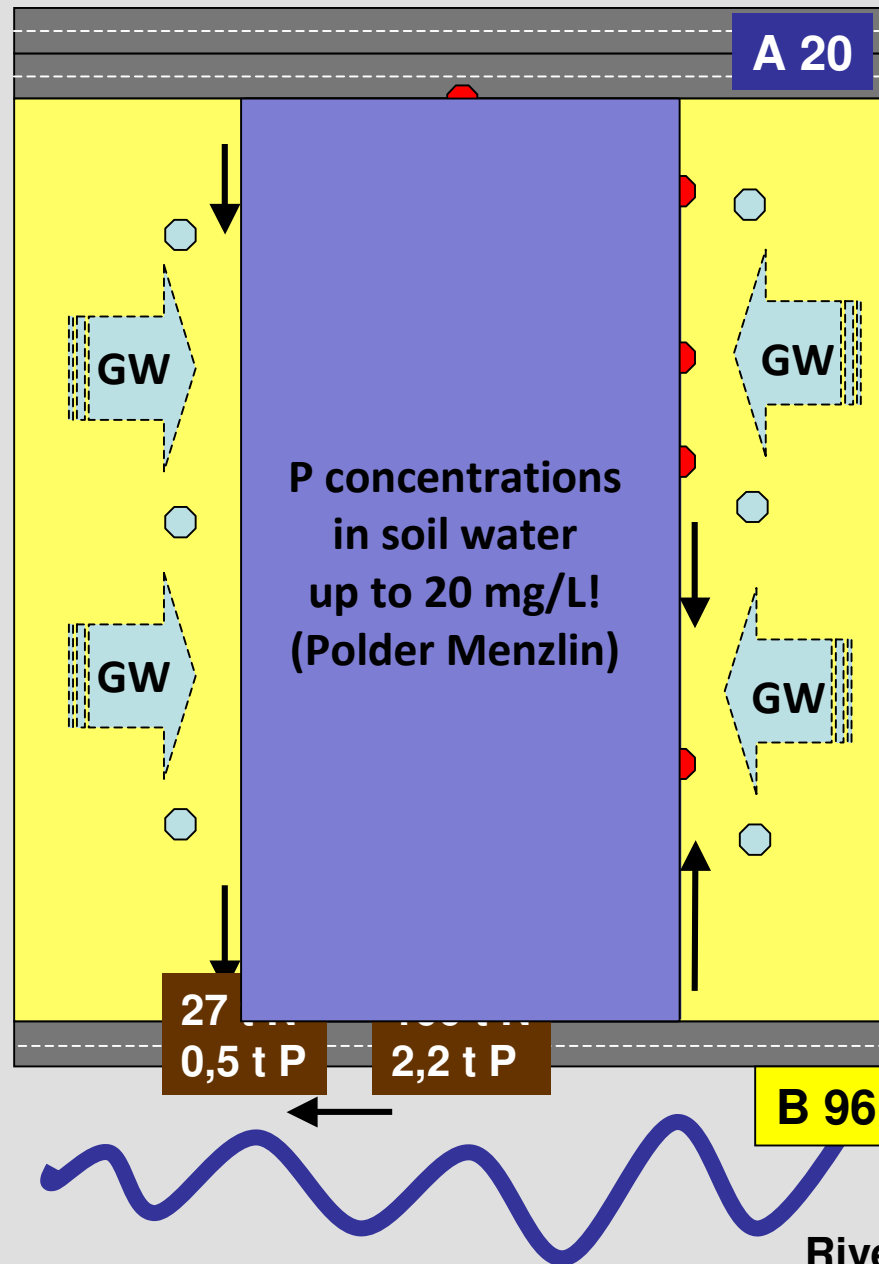 A 20
GW
GW
P concentrations
in soil water
up to 20 mg/L!
(Polder Menzlin)
GW
GW
27
0,5 t P
2,2 t P
B 96